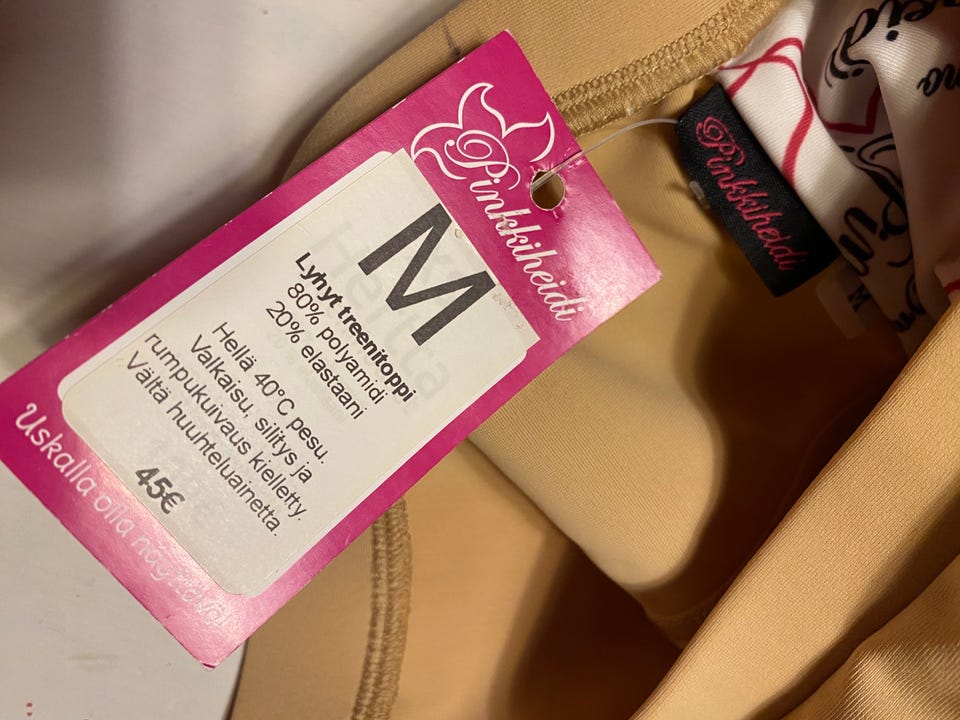 Pinkkiheidi
M
Lyhyt treenitoppi
80% polyamidi
20% elastaani
Hellä 40°C pesu.
Valkaisu, silitys ja
rumpukuivaus kielletty.
Vältä huuhteluainetta.
45€
Uskalla olla
Pinkkiheidi
M